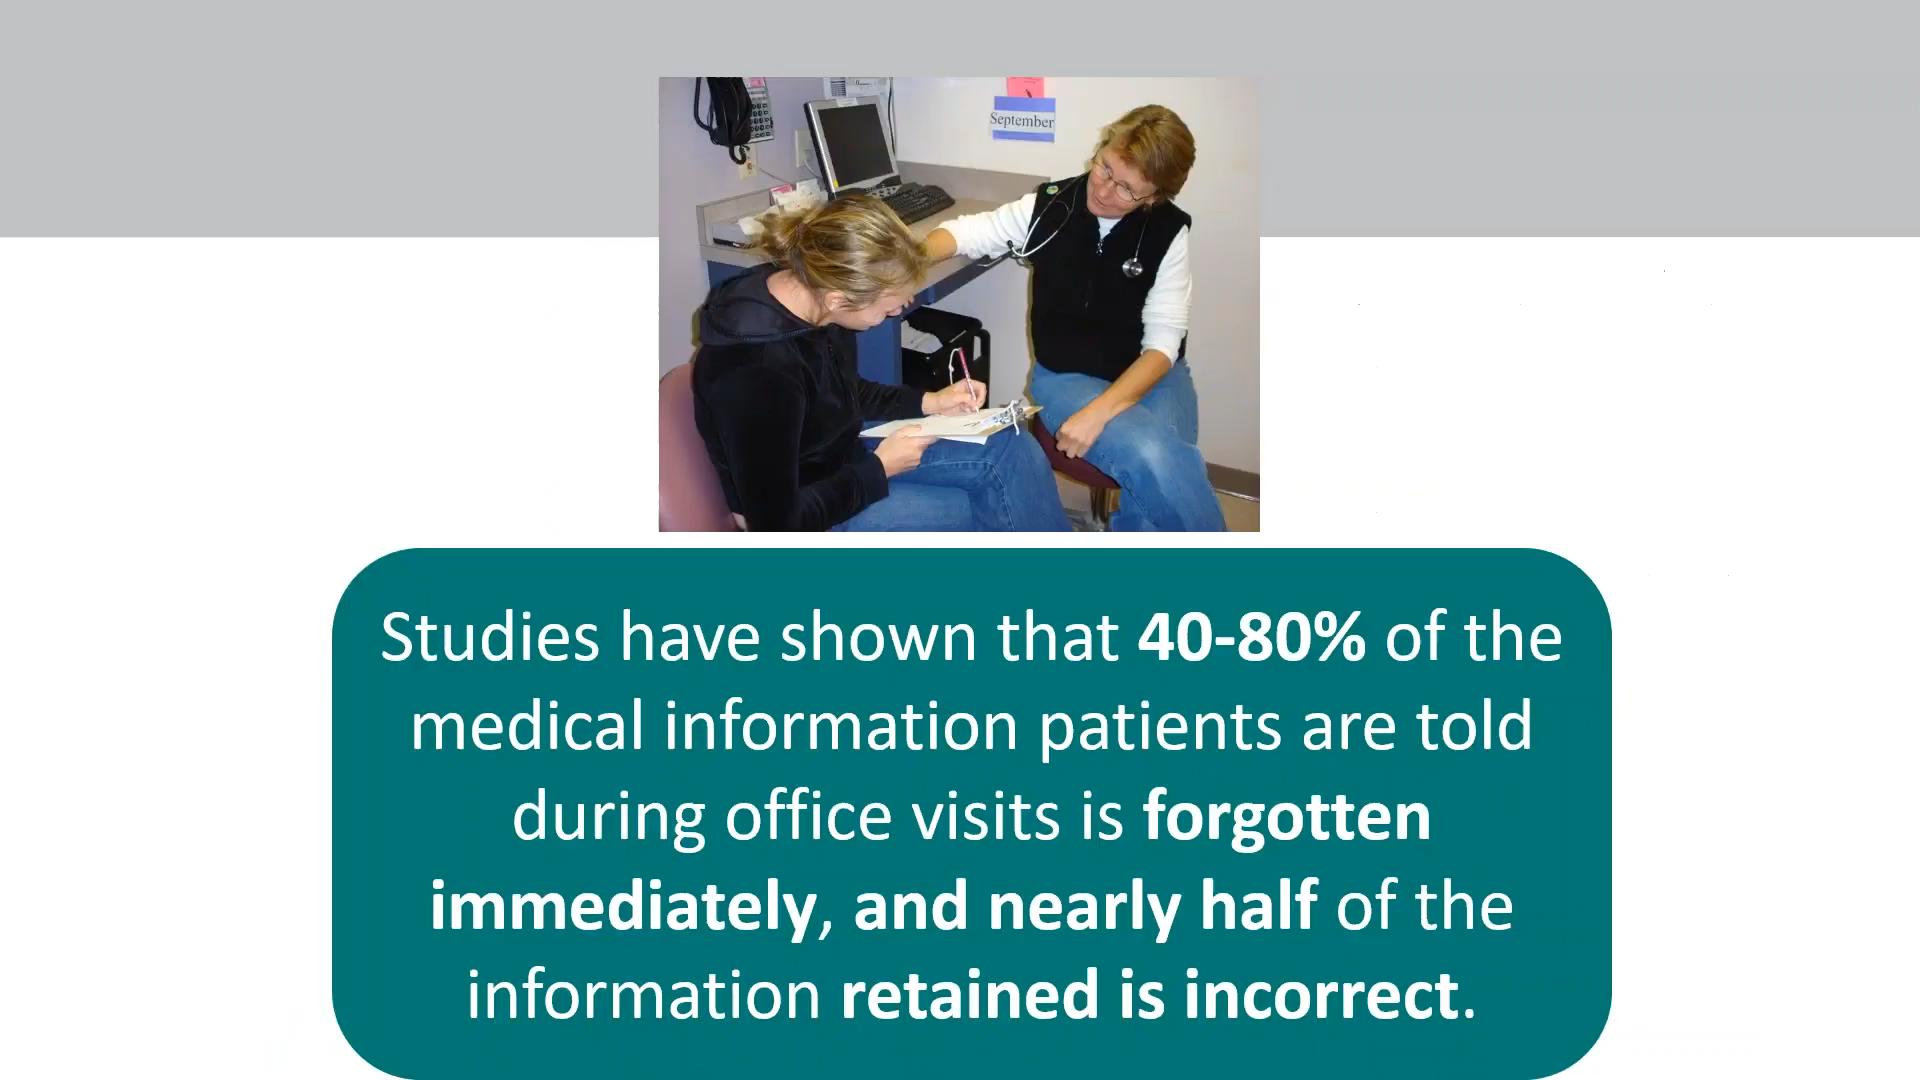 September
Studies have shown that 40-80% of the
medical information patients are told
during office visits is forgotten
immediately, and nearly half of the
information retained is incorrect.